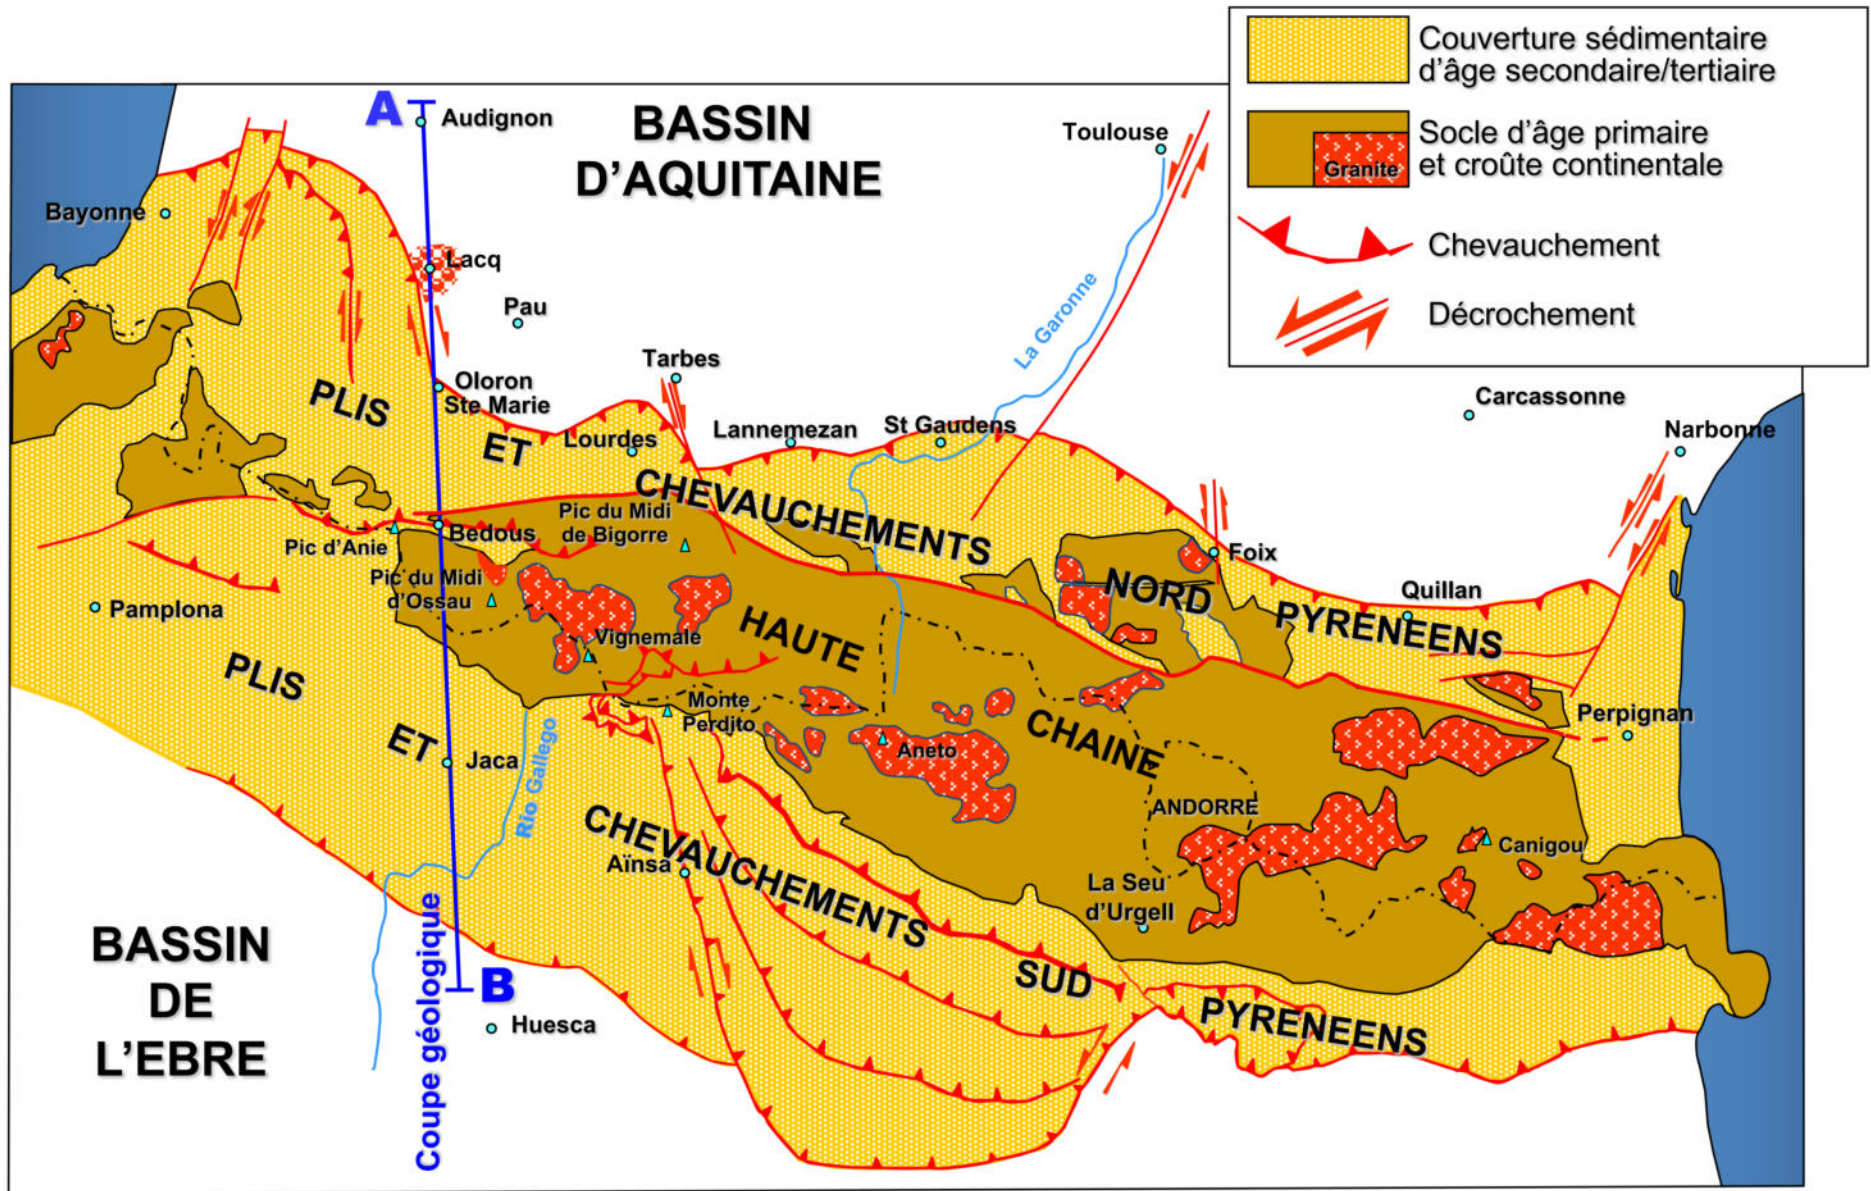 Couverture sédimentaire
d'âge secondaire/tertiaire
Socle d'âge primaire
et croûte continentale
Granite
Chevauchement
Décrochement
A
Audignon
BASSIN
D'AQUITAINE
Toulouse
Bayonne
Lacq
Pau
La Garonne
Tarbes
Oloron
Ste Marie
Carcassonne
Narbonne
Lourdes
Lannemezan
St Gaudens
PLIS
ET
CHEVAUCHEMENTS
NORD
PYRENEENS
Pic du Midi
de Bigorre
Bedous
Pic d'Anie
Foix
Quillan
Pic du Midi
d'Ossau
Pamplona
Vignemale
HAUTE
CHAINE
Monte
Perdito
Perpignan
Aneto
ANDORRE
Canigou
PLIS
ET
CHEVAUCHEMENTS
SUD
PYRENEENS
Jaca
Rio Gallego
Aïnsa
La Seu
d'Urgell
BASSIN
DE
L'EBRE
Coupe géologique
B
Huesca